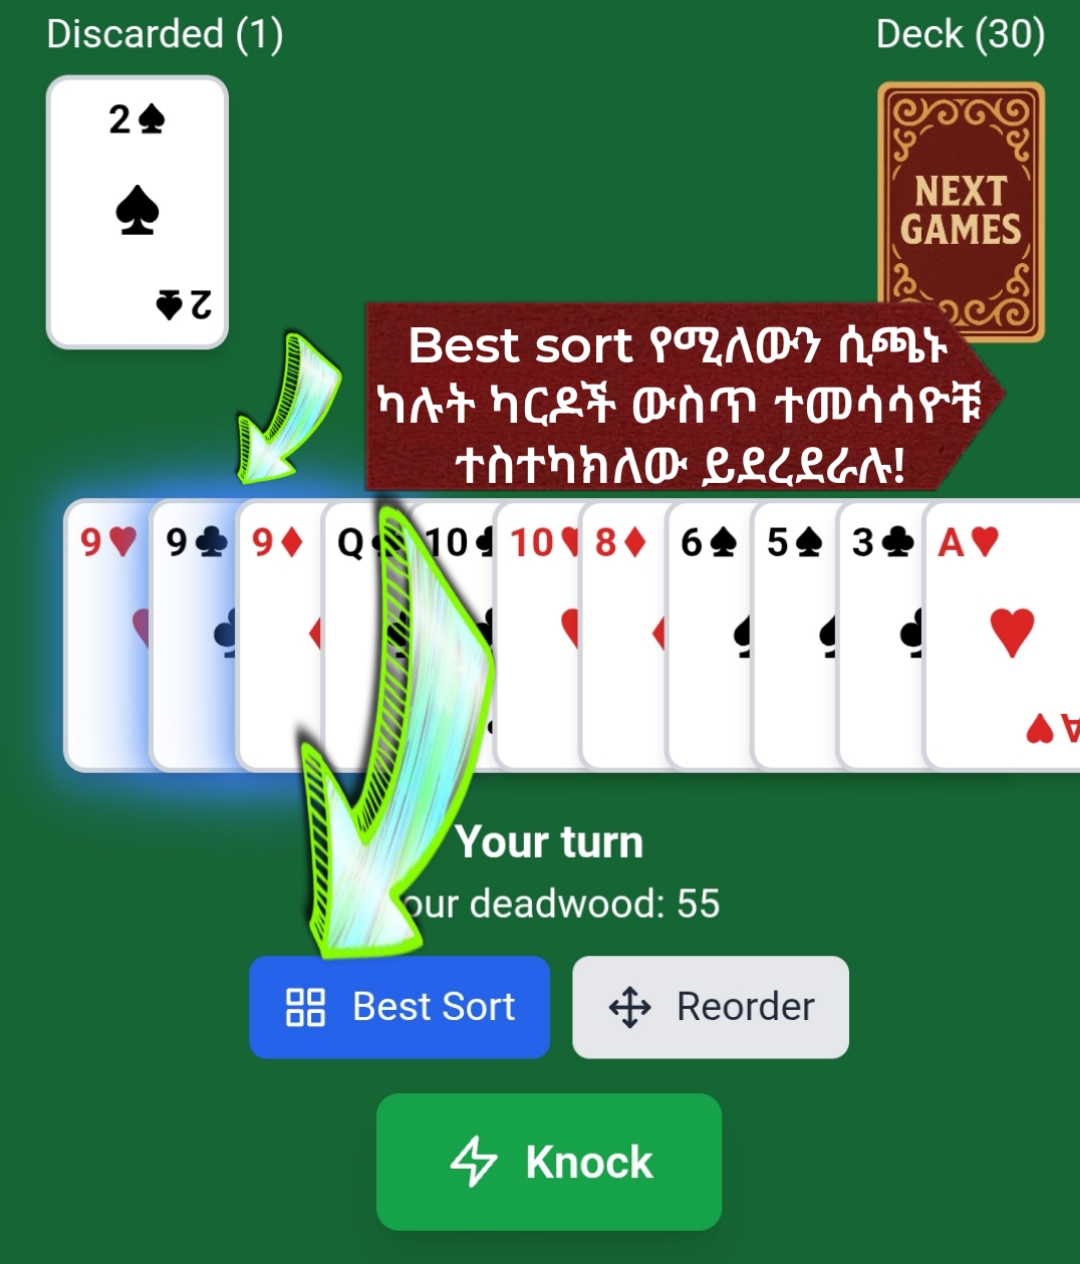 Discarded (1)
Deck (30)
2♠
♠
2♠
NEXT
GAMES
Best sort የሚለውን ሲጫኑ
ካሉት ካርዶች ውስጥ ተመሳሳዮቹ
ተስተካክለው ይደረደራሉ!
9♥ 9♣ 9♦ Q 10♣ 10♥ 8♦ 6♠ 5♠ 3♣ A♥
A♥
Your turn
our deadwood: 55
Best Sort
Reorder
Knock